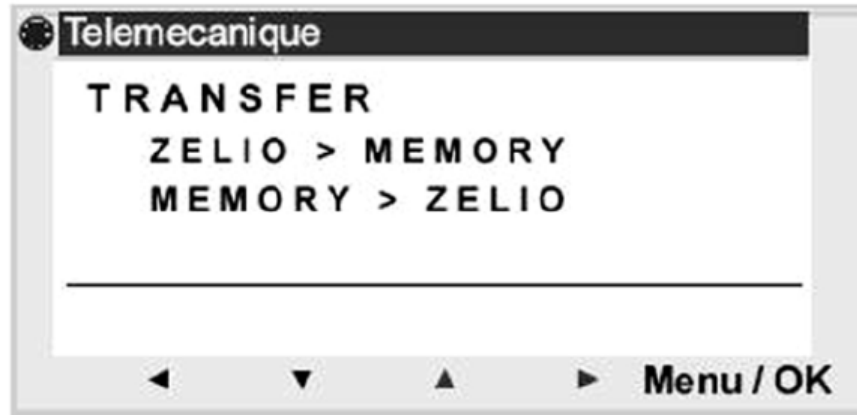 Telemecanique
TRANSFER
ZELIO > MEMORY
MEMORY > ZELIO
◄ ▼ ▲ ► Menu / OK